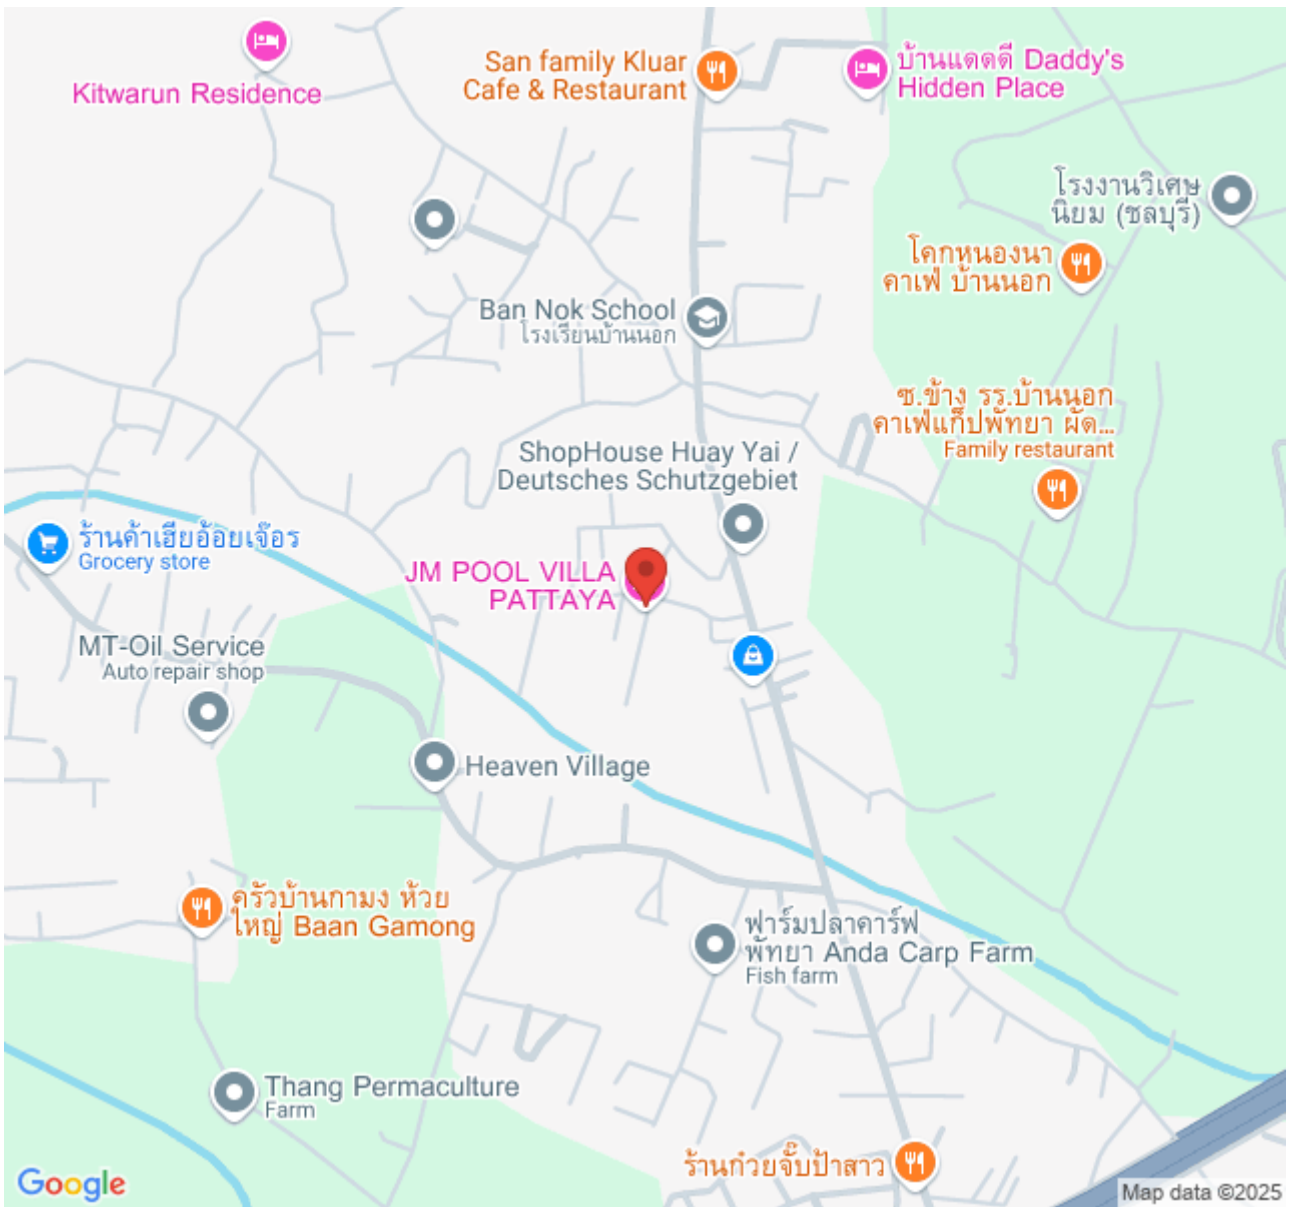 San family Kluar
Cafe & Restaurant
บ้านแดดดี Daddy's
Hidden Place
Kitwarun Residence
โรงงานวิเศษ
นิยม (ชลบุรี)
โคกหนองนา
คาเฟ่ บ้านนอก
Ban Nok School
โรงเรียนบ้านนอก
ซ.ข้าง รร.บ้านนอก
คาเฟ่แก็ปพัทยา ผัด...
Family restaurant
ShopHouse Huay Yai /
Deutsches Schutzgebiet
ร้านค้าเฮียอ้อยเจ๊อร
Grocery store
JM POOL VILLA
PATTAYA
MT-Oil Service
Auto repair shop
Heaven Village
ครัวบ้านกามง ห้วย
ใหญ่ Baan Gamong
ฟาร์มปลาคาร์ฟ
พัทยา Anda Carp Farm
Fish farm
Thang Permaculture
Farm
ร้านก๋วยจั๊บป้าสาว
Google
Map data ©2025